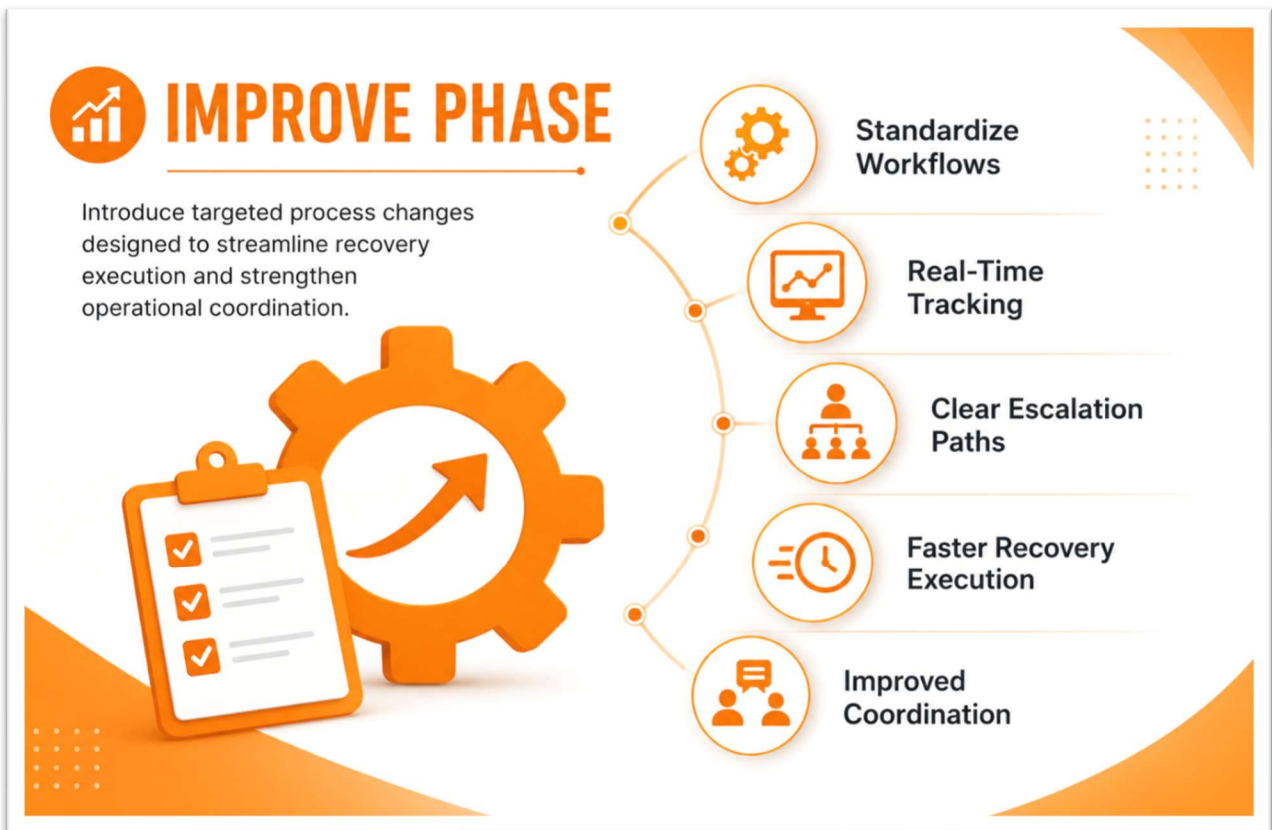 IMPROVE PHASE
Introduce targeted process changes
designed to streamline recovery
execution and strengthen
operational coordination.
Standardize
Workflows
Real-Time
Tracking
Clear Escalation
Paths
Faster Recovery
Execution
Improved
Coordination